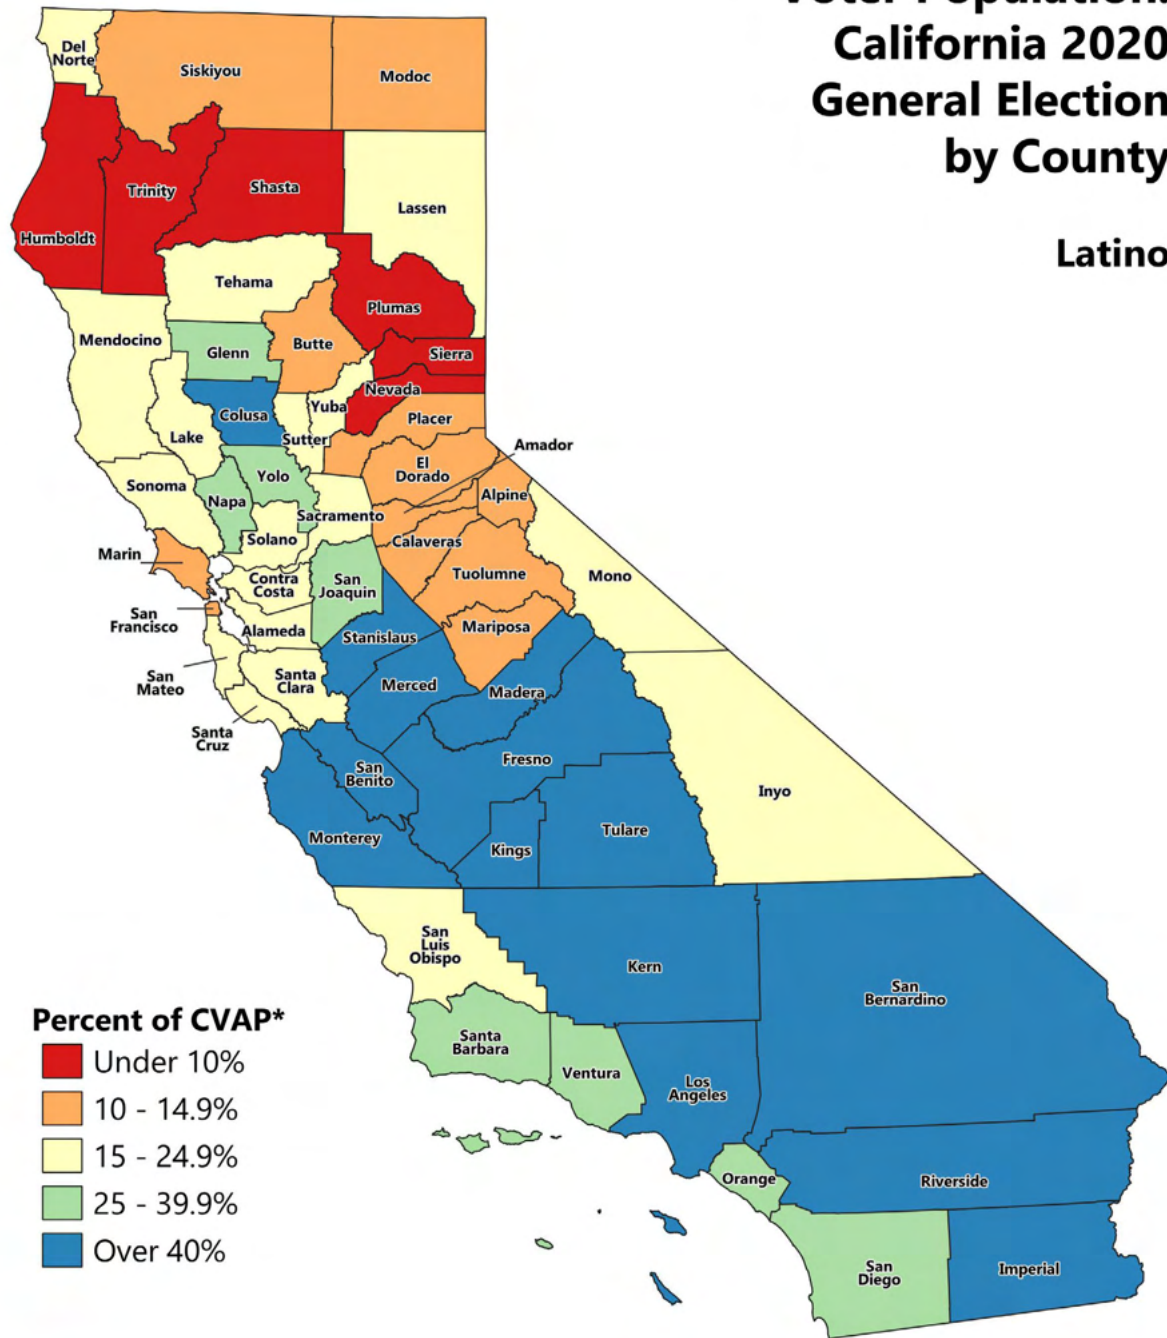 California 2020
General Election
by County
Latino
Del
Norte
Siskiyou
Modoc
Humboldt
Trinity
Shasta
Lassen
Tehama
Plumas
Mendocino
Glenn
Butte
Sierra
Nevada
Yuba
Colusa
Lake
Sutter
Placer
Amador
El
Dorado
Sonoma
Napa
Yolo
Sacramento
Alpine
Solano
Calaveras
Marin
Contra
Costa
San
Joaquin
Tuolumne
Mono
San
Francisco
Alameda
Stanislaus
Mariposa
San
Mateo
Santa
Clara
Merced
Madera
Santa
Cruz
San
Benito
Fresno
Inyo
Monterey
Kings
Tulare
San
Luis
Obispo
Kern
San
Bernardino
Santa
Barbara
Ventura
Los
Angeles
Orange
Riverside
San
Diego
Imperial
Percent of CVAP*
Under 10%
10 - 14.9%
15 - 24.9%
25 - 39.9%
Over 40%